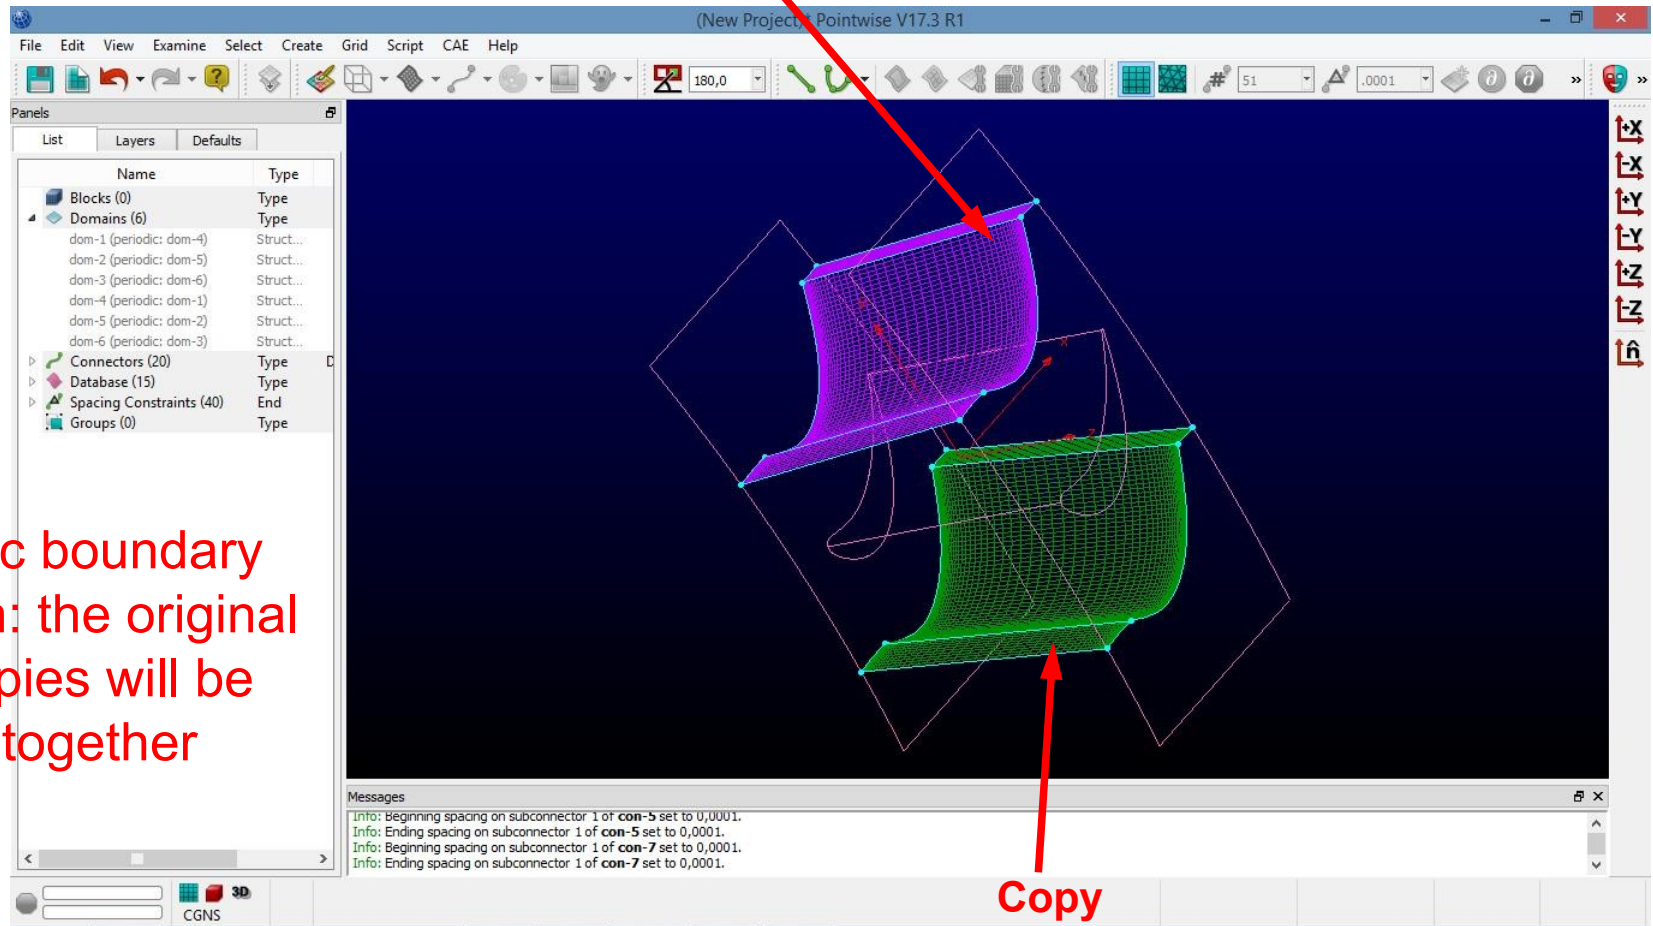 (New Project)* Pointwise V17.3 R1
File Edit View Examine Select Create Grid Script CAE Help
180,0
51
.0001
Panels
List Layers Defaults
Name Type
Blocks (0) Type
Domains (6) Type
dom-1 (periodic: dom-4) Struct...
dom-2 (periodic: dom-5) Struct...
dom-3 (periodic: dom-6) Struct...
dom-4 (periodic: dom-1) Struct...
dom-5 (periodic: dom-2) Struct...
dom-6 (periodic: dom-3) Struct...
Connectors (20) Type D
Database (15) Type
Spacing Constraints (40) End
Groups (0) Type
+X
-X
+Y
-Y
+Z
-Z
n̂
X
Z
c boundary
: the original
pies will be
together
Messages
Info: Beginning spacing on subconnector 1 of con-5 set to 0,0001.
Info: Ending spacing on subconnector 1 of con-5 set to 0,0001.
Info: Beginning spacing on subconnector 1 of con-7 set to 0,0001.
Info: Ending spacing on subconnector 1 of con-7 set to 0,0001.
Copy
3D
CGNS